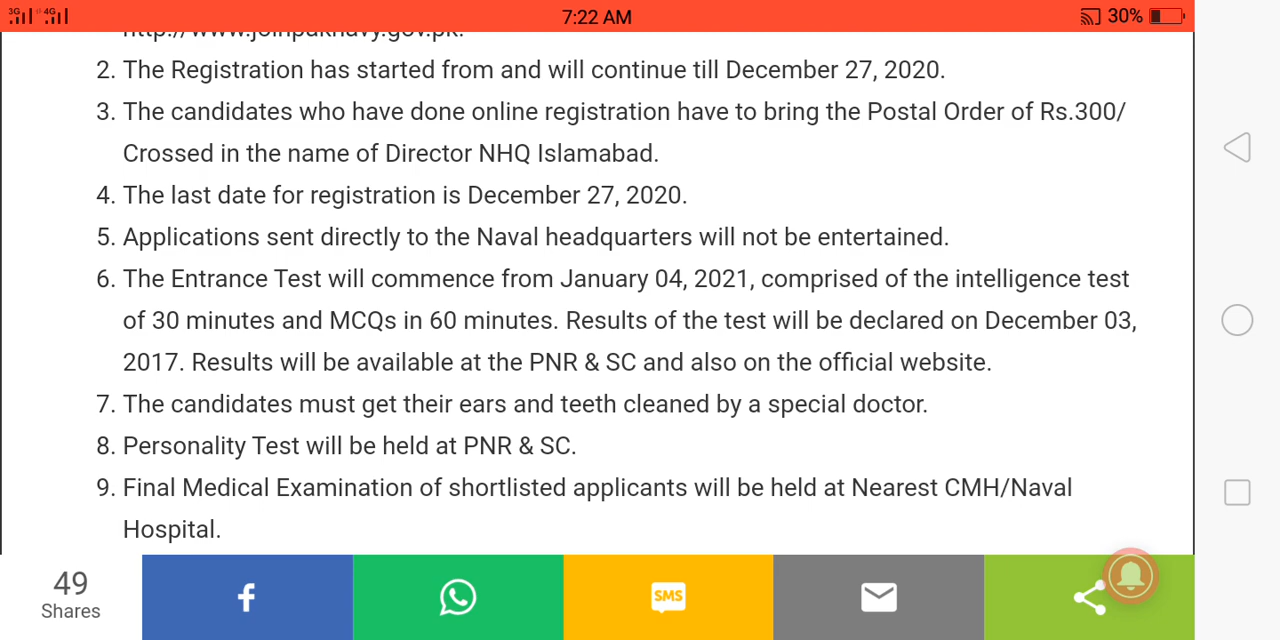 3G 4G 7:22 AM 30%
http://www.joinpaknavy.gov.pk.
2. The Registration has started from and will continue till December 27, 2020.
3. The candidates who have done online registration have to bring the Postal Order of Rs.300/
Crossed in the name of Director NHQ Islamabad.
4. The last date for registration is December 27, 2020.
5. Applications sent directly to the Naval headquarters will not be entertained.
6. The Entrance Test will commence from January 04, 2021, comprised of the intelligence test
of 30 minutes and MCQs in 60 minutes. Results of the test will be declared on December 03,
2017. Results will be available at the PNR & SC and also on the official website.
7. The candidates must get their ears and teeth cleaned by a special doctor.
8. Personality Test will be held at PNR & SC.
9. Final Medical Examination of shortlisted applicants will be held at Nearest CMH/Naval
Hospital.
49
Shares
SMS